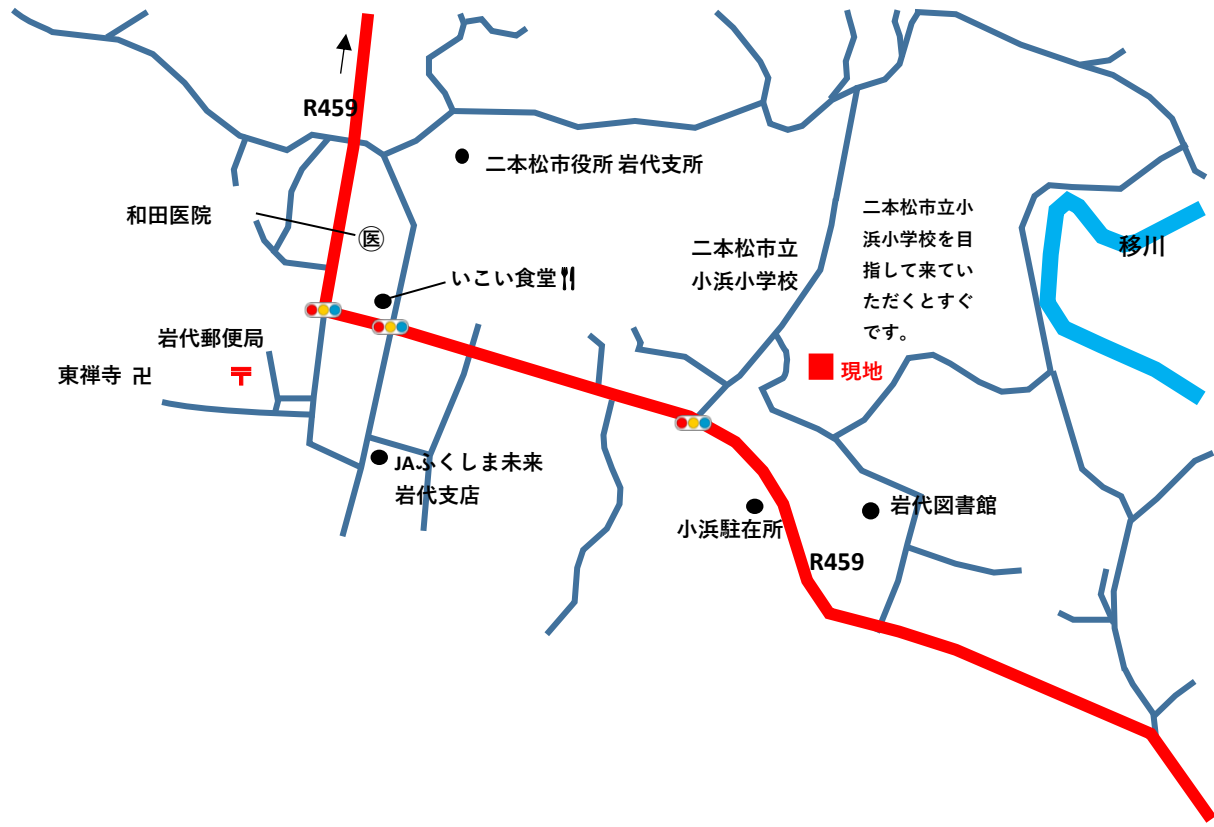 R459
二本松市役所 岩代支所
和田医院
医
二本松市立小
浜小学校を目
指して来てい
ただくとすぐ
です。
二本松市立
小浜小学校
移川
いこい食堂
岩代郵便局
〒
東禅寺 卍
現地
JAふくしま未来
岩代支店
岩代図書館
小浜駐在所
R459